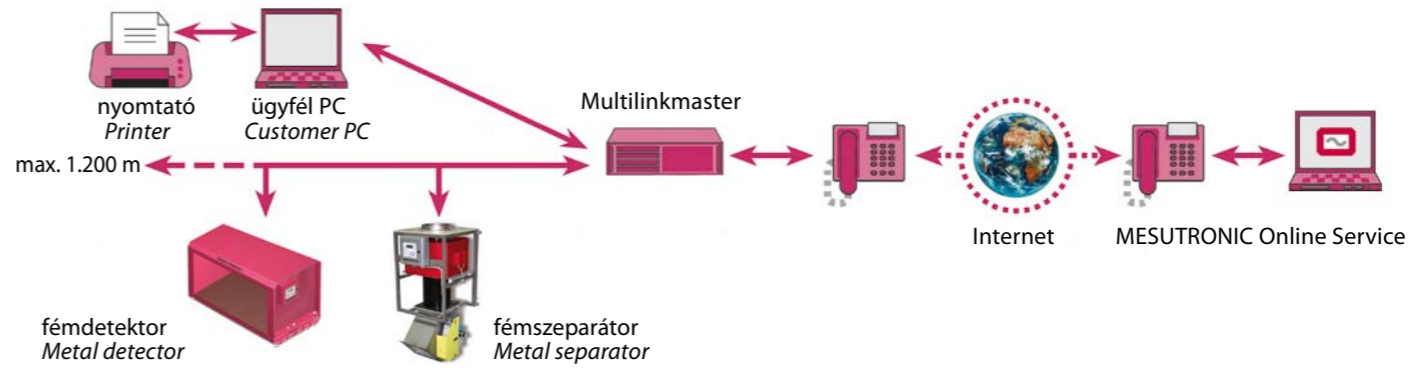 nyomtató
Printer
ügyfél PC
Customer PC
Multilinkmaster
max. 1.200 m
Internet
MESUTRONIC Online Service
fémdetektor
Metal detector
fémszeparátor
Metal separator